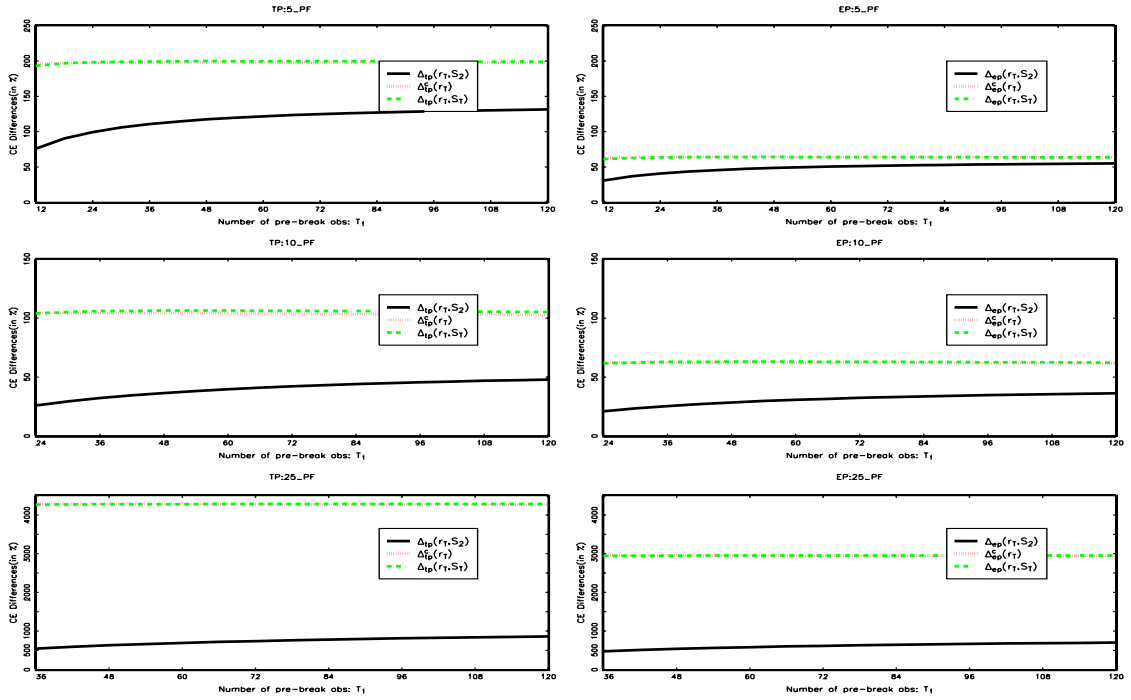 TP:5_PF
CE Differences(in %)
250
200
150
100
50
0
Δtp(rT,S2)
Δctp(rT)
Δtp(rT,ST)
12 24 36 48 60 72 84 96 108 120
Number of pre-break obs: T1
EP:5_PF
CE Differences(in %)
250
200
150
100
50
0
Δep(rT,S2)
Δcep(rT)
Δep(rT,ST)
12 24 36 48 60 72 84 96 108 120
Number of pre-break obs: T1
TP:10_PF
CE Differences(in %)
150
100
50
0
Δtp(rT,S2)
Δctp(rT)
Δtp(rT,ST)
24 36 48 60 72 84 96 108 120
Number of pre-break obs: T1
EP:10_PF
CE Differences(in %)
150
100
50
0
Δep(rT,S2)
Δcep(rT)
Δep(rT,ST)
24 36 48 60 72 84 96 108 120
Number of pre-break obs: T1
TP:25_PF
CE Differences(in %)
4000
3000
2000
1000
500
0
Δtp(rT,S2)
Δctp(rT)
Δtp(rT,ST)
36 48 60 72 84 96 108 120
Number of pre-break obs: T1
EP:25_PF
CE Differences(in %)
4000
3000
2000
1000
500
0
Δep(rT,S2)
Δcep(rT)
Δep(rT,ST)
36 48 60 72 84 96 108 120
Number of pre-break obs: T1